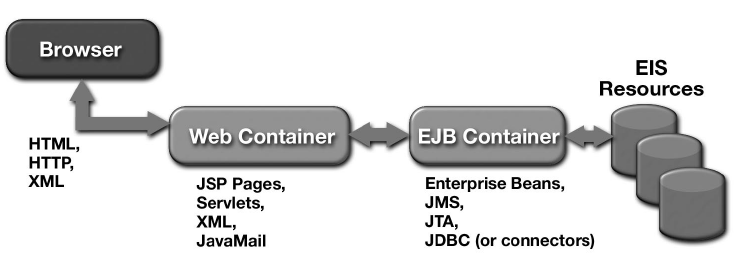 Browser
EIS
Resources
Web Container
EJB Container
HTML,
HTTP,
XML
JSP Pages,
Servlets,
XML,
JavaMail
Enterprise Beans,
JMS,
JTA,
JDBC (or connectors)